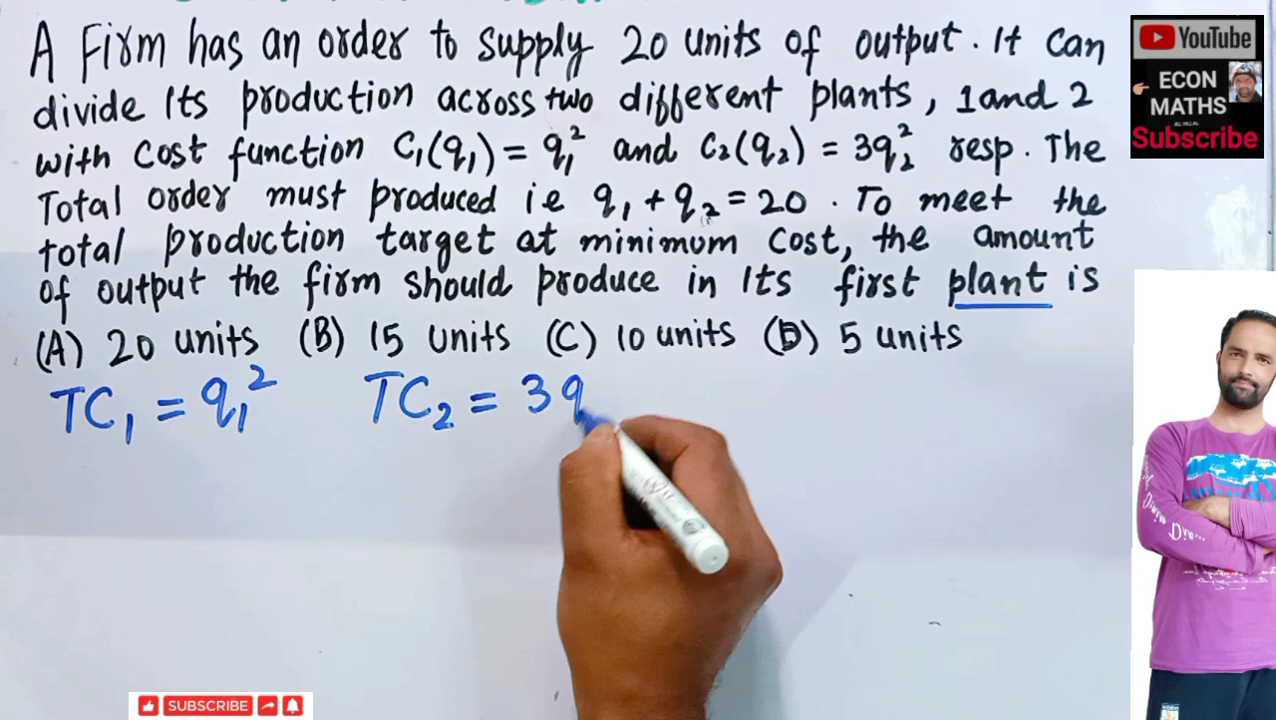 A Firm has an order to supply 20 units of output. It can
divide Its production across two different plants, 1 and 2
with cost function C₁(q₁) = q₁² and C₂(q₂) = 3q₂² resp. The
Total order must produced ie q₁ + q₂ = 20. To meet the
total production target at minimum cost, the amount
of output the firm should produce in Its first plant is
(A) 20 units (B) 15 units (C) 10 units (D) 5 units
TC₁ = q₁² TC₂ = 3q
YouTube
ECON
MATHS
Subscribe
SUBSCRIBE